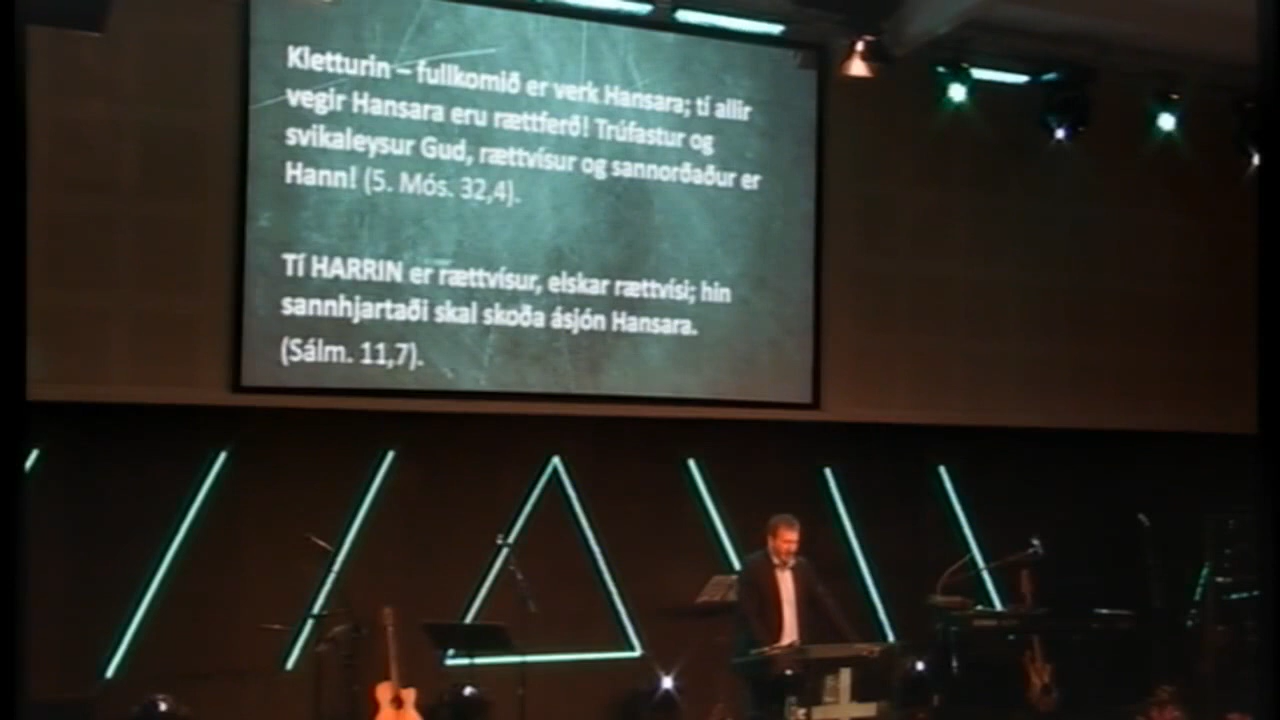 Kletturin – fullkomið er verk Hansara; tí allir
vegir Hansara eru rættferð! Trúfastur og
svikaleysur Gud, rættvísur og sannorðaður er
Hann! (5. Mós. 32,4).
Tí HARRIN er rættvísur, elskar rættvísi; hin
sannhjartaði skal skoða ásjón Hansara.
(Sálm. 11,7).